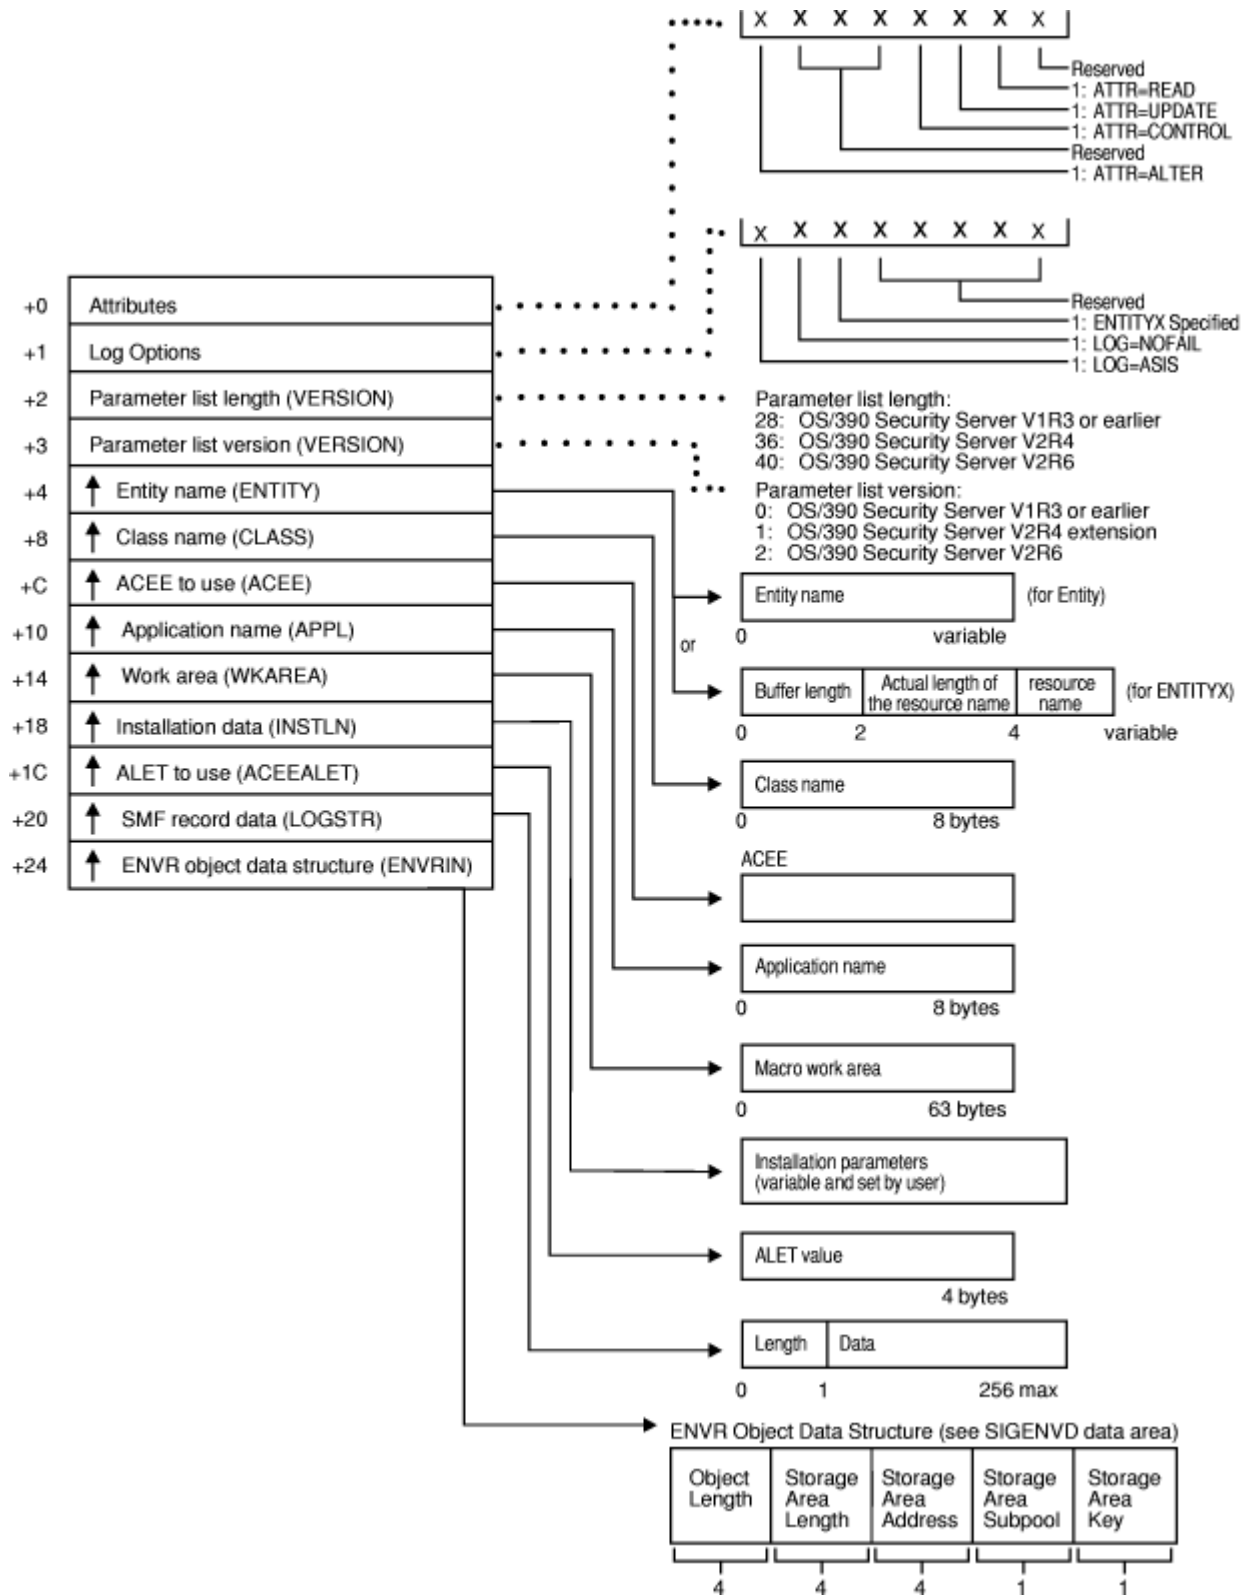 X X X X X X X X
Reserved
1: ATTR=READ
1: ATTR=UPDATE
1: ATTR=CONTROL
Reserved
1: ATTR=ALTER
X X X X X X X X
Reserved
1: ENTITYX Specified
1: LOG=NOFAIL
1: LOG=ASIS
+0 Attributes
+1 Log Options
+2 Parameter list length (VERSION)
+3 Parameter list version (VERSION)
+4 Entity name (ENTITY)
+8 Class name (CLASS)
+C ACEE to use (ACEE)
+10 Application name (APPL)
+14 Work area (WKAREA)
+18 Installation data (INSTLN)
+1C ALET to use (ACEEALET)
+20 SMF record data (LOGSTR)
+24 ENVR object data structure (ENVRIN)
Parameter list length:
28: OS/390 Security Server V1R3 or earlier
36: OS/390 Security Server V2R4
40: OS/390 Security Server V2R6
Parameter list version:
0: OS/390 Security Server V1R3 or earlier
1: OS/390 Security Server V2R4 extension
2: OS/390 Security Server V2R6
Entity name (for Entity)
0 variable
or
Buffer length Actual length of the resource name resource name (for ENTITYX)
0 2 4 variable
Class name
0 8 bytes
ACEE
Application name
0 8 bytes
Macro work area
0 63 bytes
Installation parameters
(variable and set by user)
ALET value
4 bytes
Length Data
0 1 256 max
ENVR Object Data Structure (see SIGENVD data area)
Object Storage Storage Storage Storage
Length Area Area Area Area
Length Address Subpool Key
4 4 4 1 1